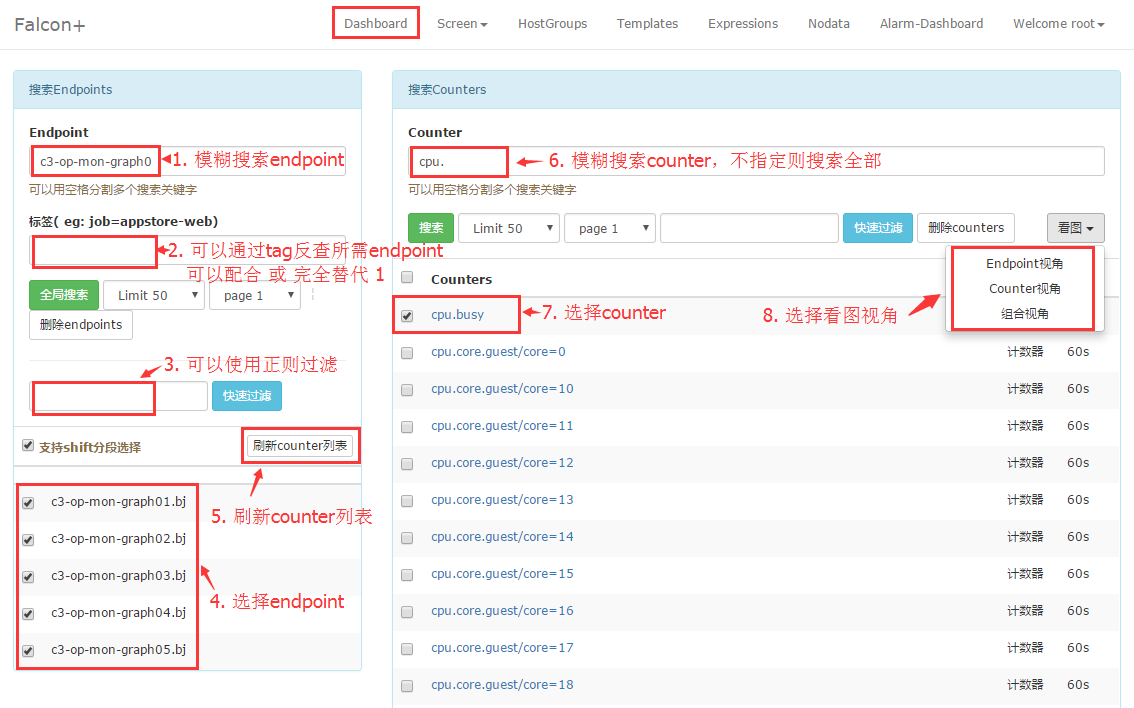 Falcon+
Dashboard
Screen
HostGroups
Templates
Expressions
Nodata
Alarm-Dashboard
Welcome root
搜索Endpoints
Endpoint
c3-op-mon-graph0
1. 模糊搜索endpoint
可以用空格分割多个搜索关键字
标签( eg: job=appstore-web)
2. 可以通过tag反查所需endpoint
可以配合 或 完全替代 1
全局搜索
Limit 50
page 1
删除endpoints
3. 可以使用正则过滤
快速过滤
支持shift分段选择
刷新counter列表
5. 刷新counter列表
c3-op-mon-graph01.bj
c3-op-mon-graph02.bj
c3-op-mon-graph03.bj
c3-op-mon-graph04.bj
c3-op-mon-graph05.bj
4. 选择endpoint
搜索Counters
Counter
cpu.
6. 模糊搜索counter，不指定则搜索全部
可以用空格分割多个搜索关键字
搜索
Limit 50
page 1
快速过滤
删除counters
看图
Endpoint视角
Counter视角
组合视角
8. 选择看图视角
Counters
cpu.busy
7. 选择counter
cpu.core.guest/core=0 计数器 60s
cpu.core.guest/core=10 计数器 60s
cpu.core.guest/core=11 计数器 60s
cpu.core.guest/core=12 计数器 60s
cpu.core.guest/core=13 计数器 60s
cpu.core.guest/core=14 计数器 60s
cpu.core.guest/core=15 计数器 60s
cpu.core.guest/core=16 计数器 60s
cpu.core.guest/core=17 计数器 60s
cpu.core.guest/core=18 计数器 60s